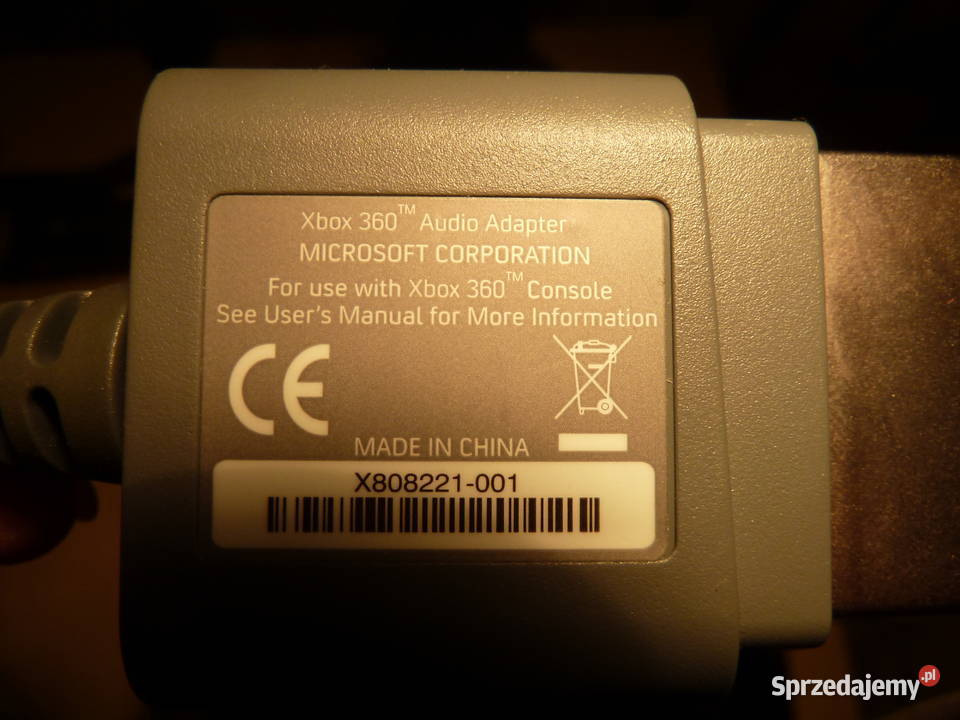 Xbox 360™ Audio Adapter
MICROSOFT CORPORATION
For use with Xbox 360™ Console
See User's Manual for More Information
CE
MADE IN CHINA
X808221-001
Sprzedajemy.pl